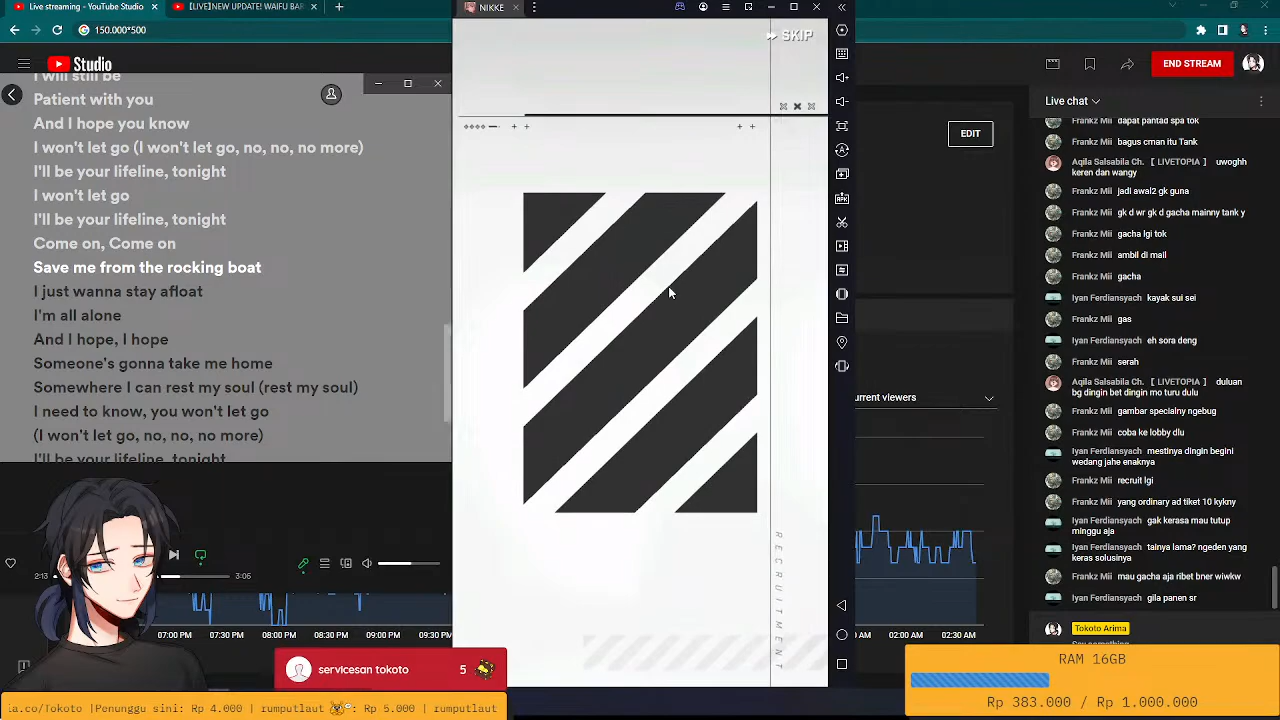 Live streaming - YouTube Studio
[LIVE]NEW UPDATE! WAIFU BAR
NIKKE
150.000*500
Studio
END STREAM
I will still be
Patient with you
And I hope you know
I won't let go (I won't let go, no, no, no more)
I'll be your lifeline, tonight
I won't let go
I'll be your lifeline, tonight
Come on, Come on
Save me from the rocking boat
I just wanna stay afloat
I'm all alone
And I hope, I hope
Someone's gonna take me home
Somewhere I can rest my soul (rest my soul)
I need to know, you won't let go
(I won't let go, no, no, no more)
I'll be your lifeline, tonight
2:13
3:06
07:00 PM
07:30 PM
08:00 PM
08:30 PM
09:00 PM
09:30 PM
SKIP
RECRUITMENT
EDIT
urrent viewers
0 AM
02:00 AM
02:30 AM
Live chat
Frankz Mii dapat pantad spa tok
Frankz Mii bagus cman itu Tank
Aqila Salsabila Ch.【 LIVETOPIA】 uwoghh
keren dan wangy
Frankz Mii jadi awal2 gk guna
Frankz Mii gk d wr gk d gacha mainny tank y
Frankz Mii gacha lgi tok
Frankz Mii ambil di mail
Frankz Mii gacha
Iyan Ferdiansyach kayak sui sei
Frankz Mii gas
Iyan Ferdiansyach eh sora deng
Frankz Mii serah
Aqila Salsabila Ch.【 LIVETOPIA】 duluan
bg dingin bet dingin mo turu dulu
Frankz Mii gambar specialny ngebug
Frankz Mii coba ke lobby dlu
Iyan Ferdiansyach mestinya dingin begini
wedang jahe enaknya
Frankz Mii recruit lgi
Frankz Mii yang ordinary ad tiket 10 kykny
Iyan Ferdiansyach gak kerasa mau tutup
minggu aja
Iyan Ferdiansyach tainya lama? ngeden yang
keras solusinya
Frankz Mii mau gacha aja ribet bner wiwkw
Iyan Ferdiansyach gila panen sr
Tokoto Arima
Say something...
servicesan tokoto
5
ia.co/Tokoto |Penunggu sini: Rp 4.000 | rumputlaut : Rp 5.000 | rumputlaut
RAM 16GB
Rp 383.000 / Rp 1.000.000